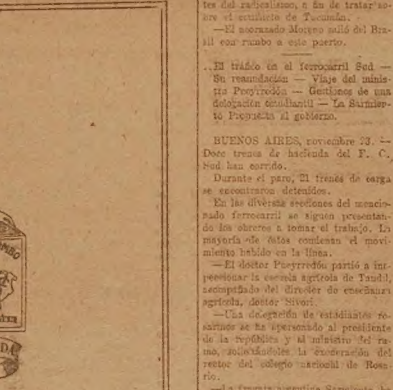 tes del radicalismo, a fin de tratar so-
bre el conflicto de Tucumán.
—El acorazado Moreno salió del Bra-
sil con rumbo a este puerto.
..El tráfico en el ferrocarril Sud —
Su reanudación — Viaje del minis-
tro Pueyrredón — Gestiones de una
delegación estudiantil — La Sarmien-
to Propuesta al gobierno.
BUENOS AIRES, noviembre 23. —
Doce trenes de hacienda del F. C.
Sud han corrido.
Durante el paro, 21 trenes de carga
se encontraron detenidos.
En las diversas secciones del mencio-
nado ferrocarril se siguen presentan-
do los obreros a tomar el trabajo. La
mayoría de éstos comienza el movi-
miento habido en la línea.
—El doctor Pueyrredón partió a ins-
peccionar la escuela agrícola de Tandil,
acompañado del director de enseñanza
agrícola, doctor Nívori.
—Una delegación de estudiantes ro-
sarinos se ha apersonado al presidente
de la república y al ministro del ra-
mo, solicitándoles la exoneración del
rector del colegio nacional de Rosa-
rio.
—La fragata argentina Sarmiento